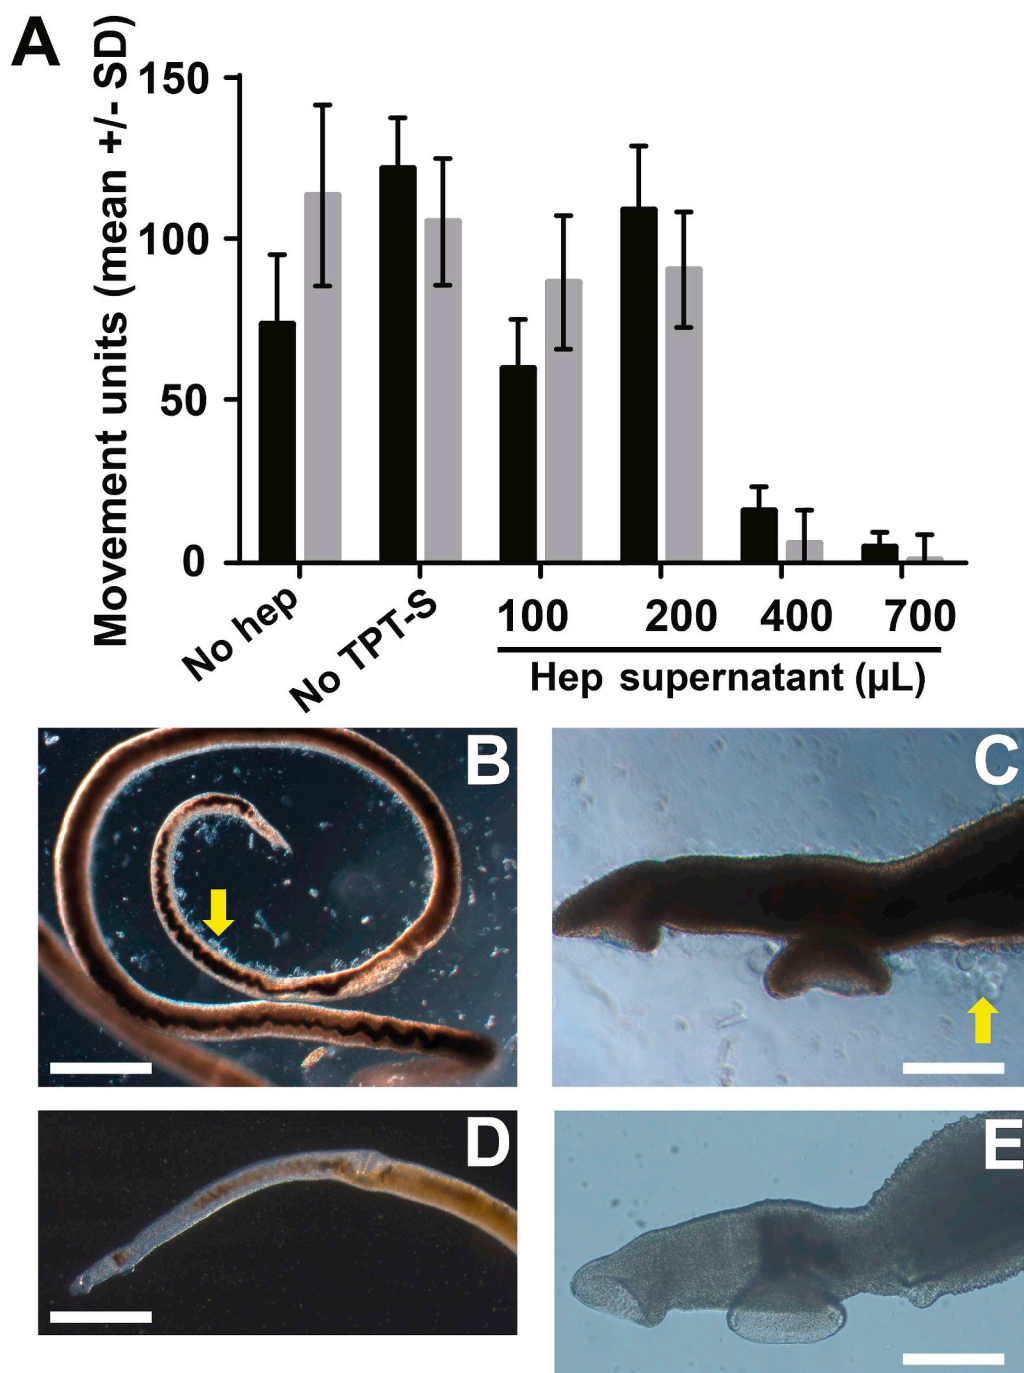 A
Movement units (mean +/- SD)
150
100
50
0
No hep
No TPT-S
100
200
400
700
Hep supernatant (µL)
B
C
D
E